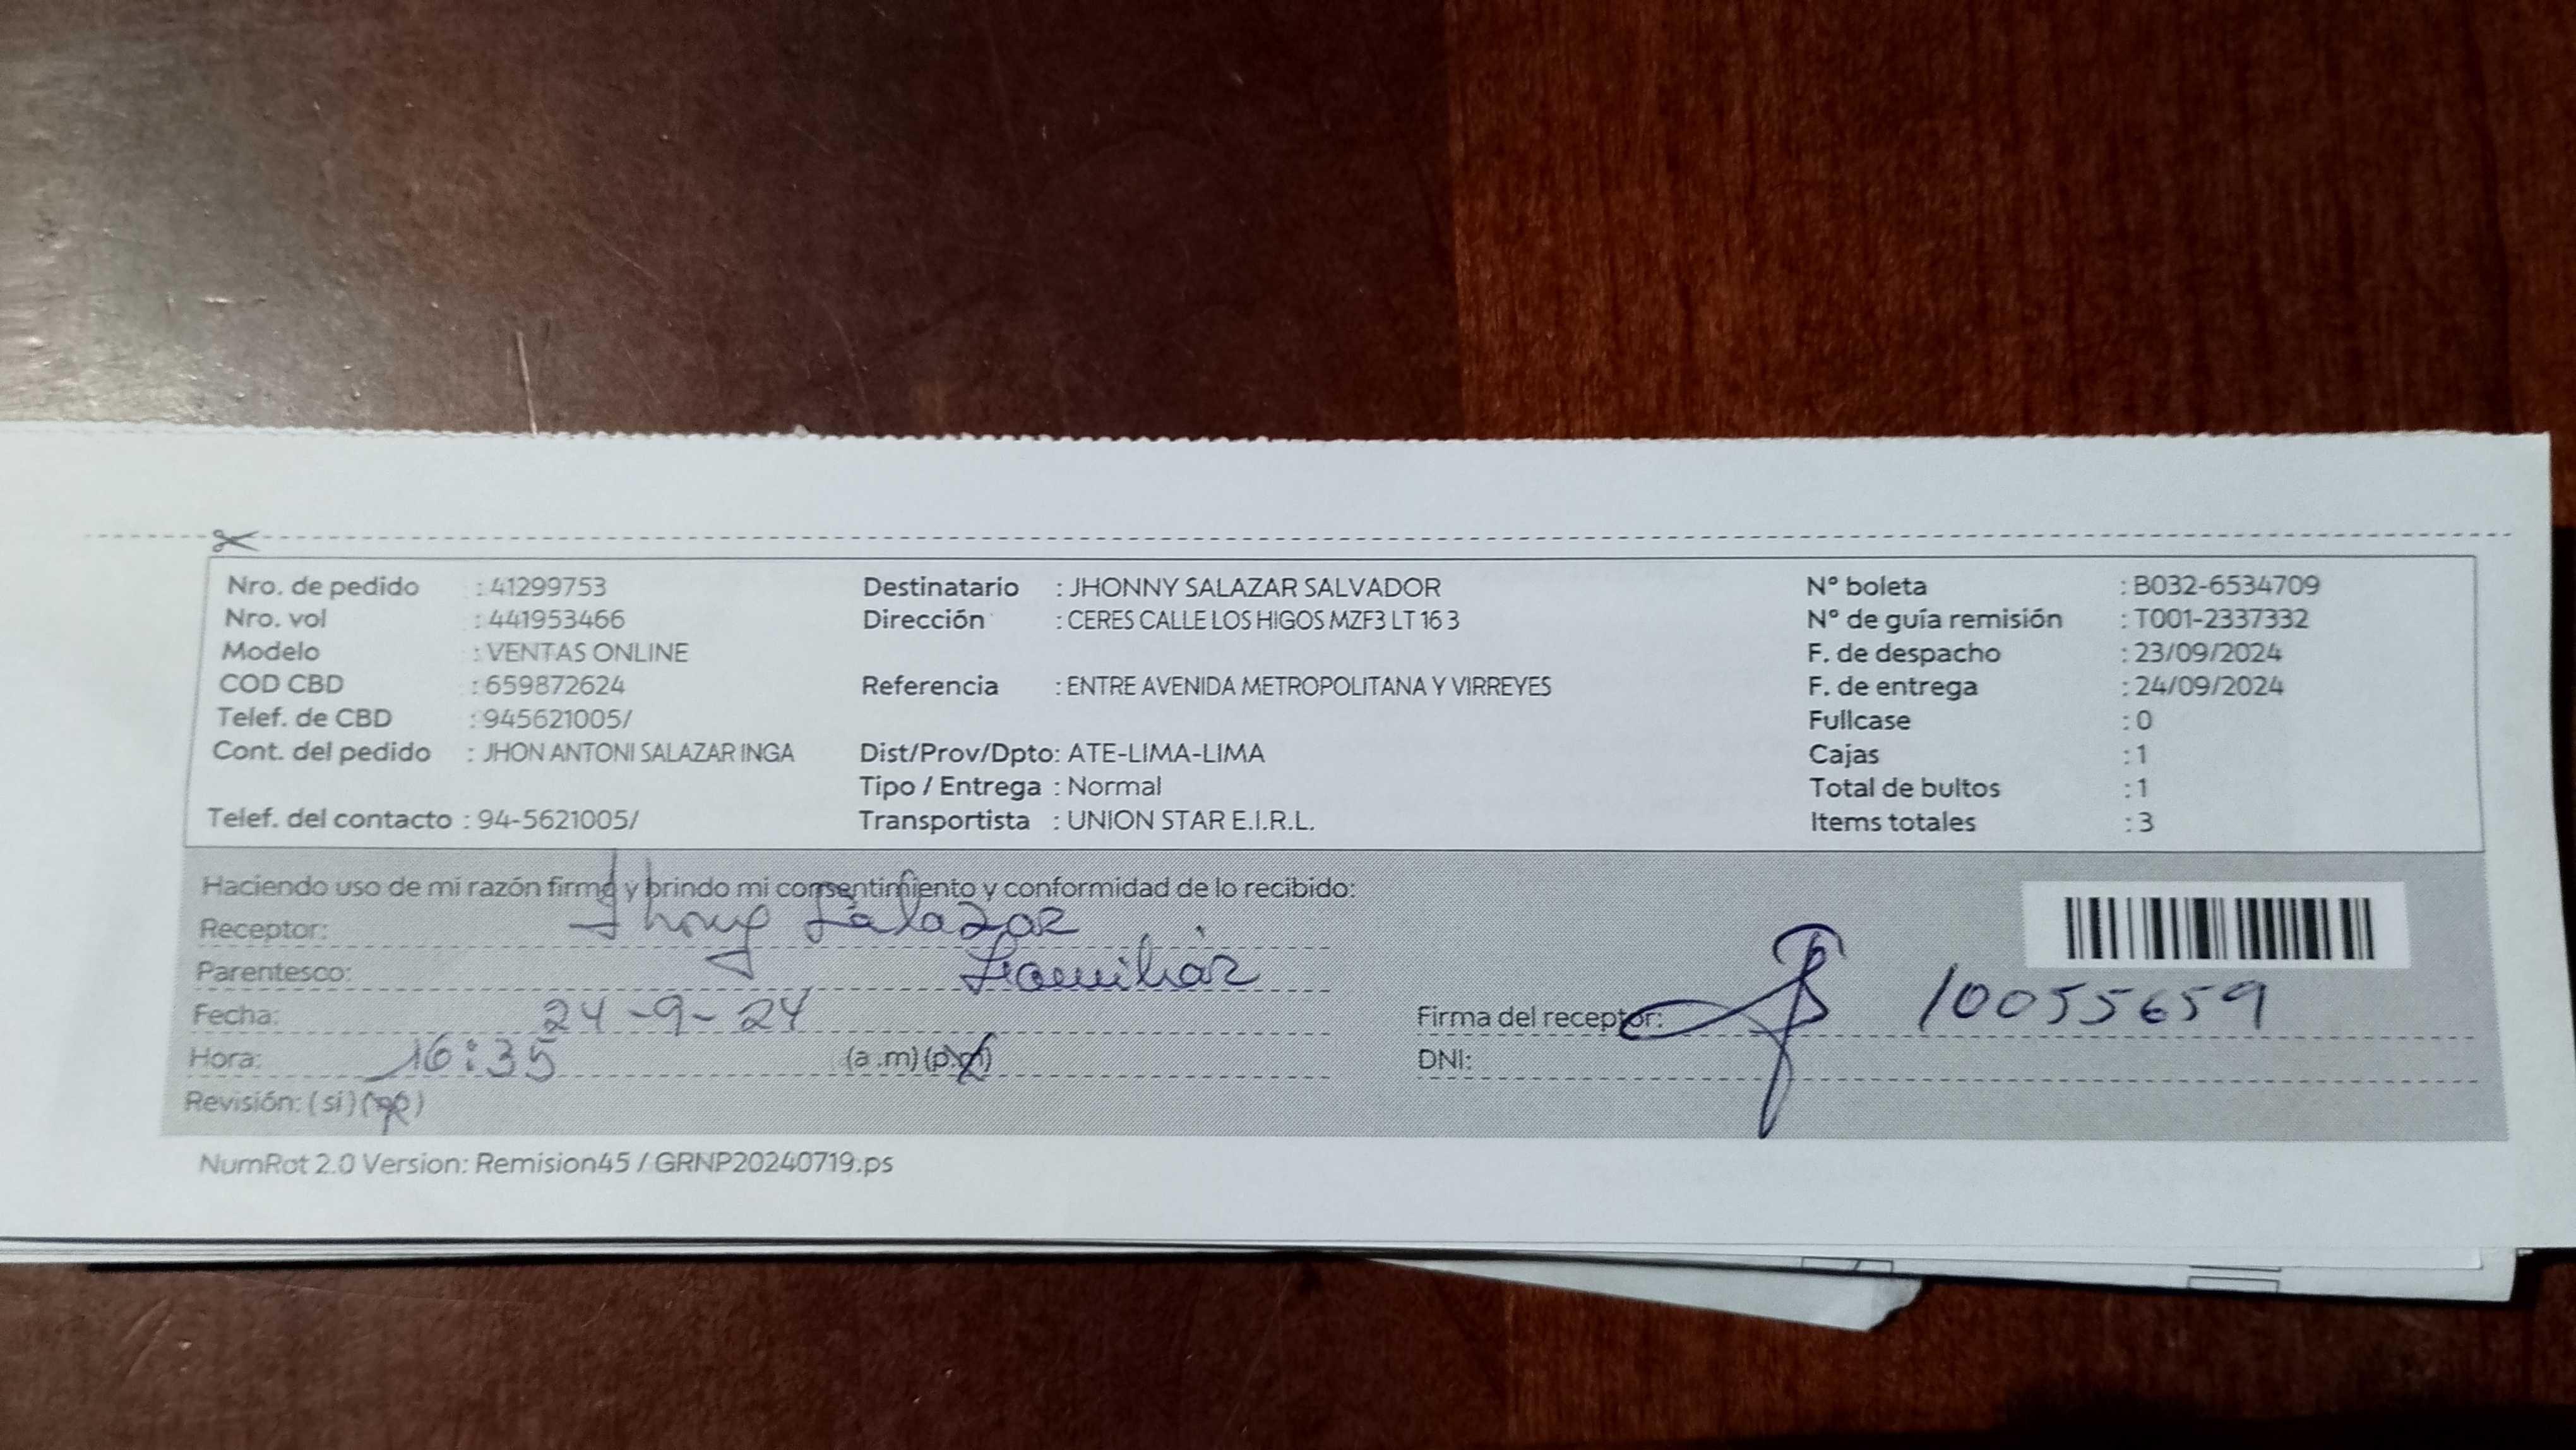 Nro. de pedido : 41299753 Destinatario : JHONNY SALAZAR SALVADOR N° boleta : B032-6534709
Nro. vol : 441953466 Dirección : CERES CALLE LOS HIGOS MZF3 LT 16 3 N° de guía remisión : T001-2337332
Modelo : VENTAS ONLINE F. de despacho : 23/09/2024
COD CBD : 659872624 Referencia : ENTRE AVENIDA METROPOLITANA Y VIRREYES F. de entrega : 24/09/2024
Telef. de CBD : 945621005/ Fullcase : 0
Cont. del pedido : JHON ANTONI SALAZAR INGA Dist/Prov/Dpto: ATE-LIMA-LIMA Cajas : 1
Tipo / Entrega : Normal Total de bultos : 1
Telef. del contacto : 94-5621005/ Transportista : UNION STAR E.I.R.L. Items totales : 3
Haciendo uso de mi razón firmo y brindo mi consentimiento y conformidad de lo recibido:
Receptor: Jhony Salazar
Parentesco: Familiar
Fecha: 24-9-24 Firma del receptor: 10055659
Hora: 16:35 (a.m) (p.m) DNI:
Revisión: (si) (no)
NumRot 2.0 Version: Remision45 / GRNP20240719.ps